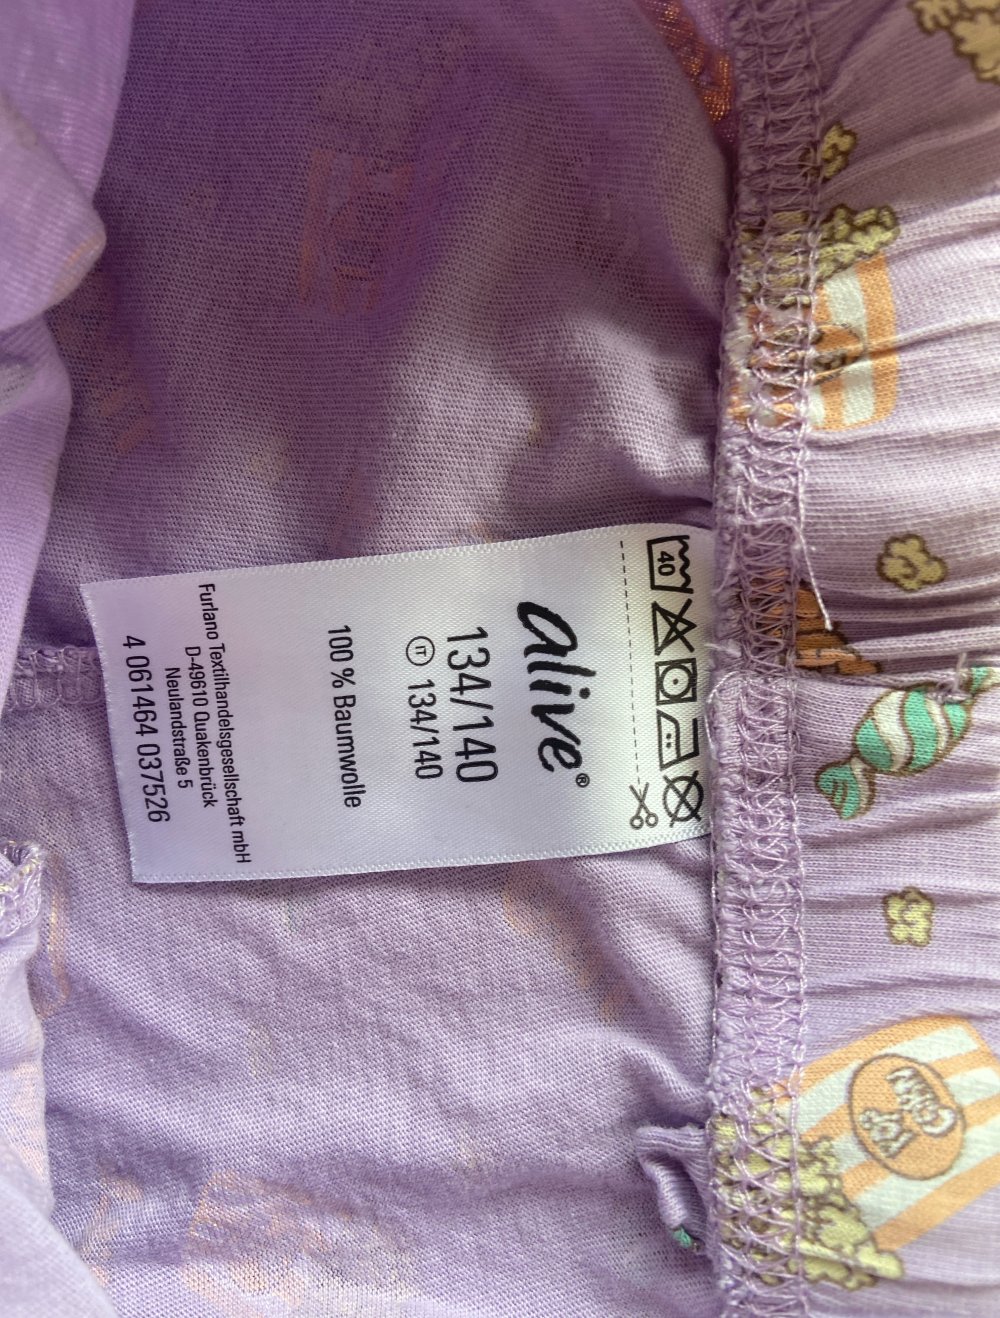 40
alive®
134/140
IT 134/140
100 % Baumwolle
Furlano Textilhandelsgesellschaft mbH
D-49610 Quakenbrück
Neulandstraße 5
4 061464 037526
POP
CORN